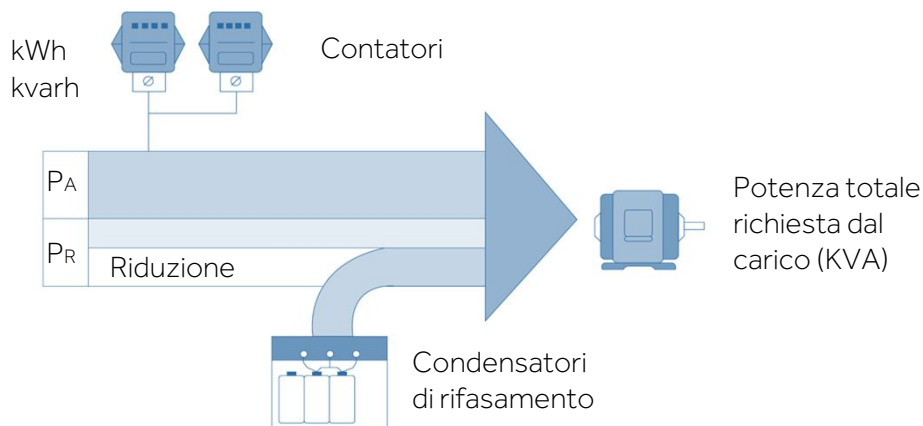 kWh
kvarh
Contatori
PA
PR
Riduzione
Potenza totale
richiesta dal
carico (KVA)
Condensatori
di rifasamento